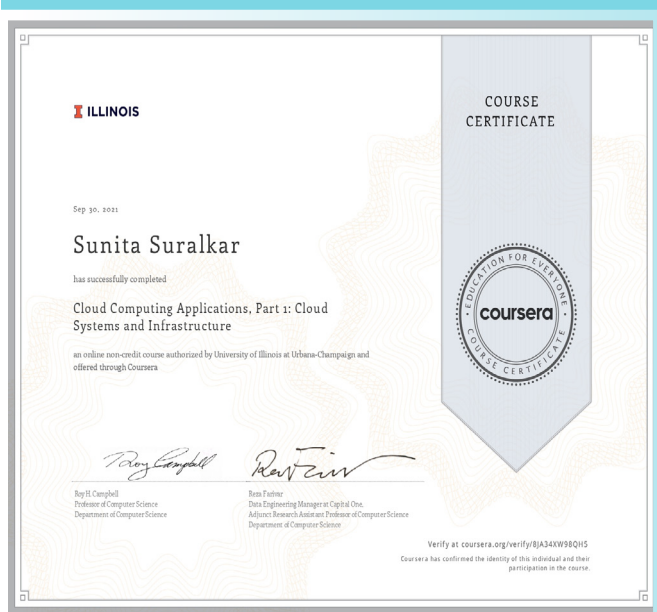 ILLINOIS
COURSE
CERTIFICATE
Sep 30, 2021
Sunita Suralkar
has successfully completed
Cloud Computing Applications, Part 1: Cloud
Systems and Infrastructure
an online non-credit course authorized by University of Illinois at Urbana-Champaign and
offered through Coursera
EDUCATION FOR EVERYONE
coursera
COURSE CERTIFICATE
Roy Campbell
Roy H. Campbell
Professor of Computer Science
Department of Computer Science
Reza Farivar
Data Engineering Manager at Capital One,
Adjunct Research Assistant Professor of Computer Science
Department of Computer Science
Verify at coursera.org/verify/8JA34XW98QH5
Coursera has confirmed the identity of this individual and their
participation in the course.